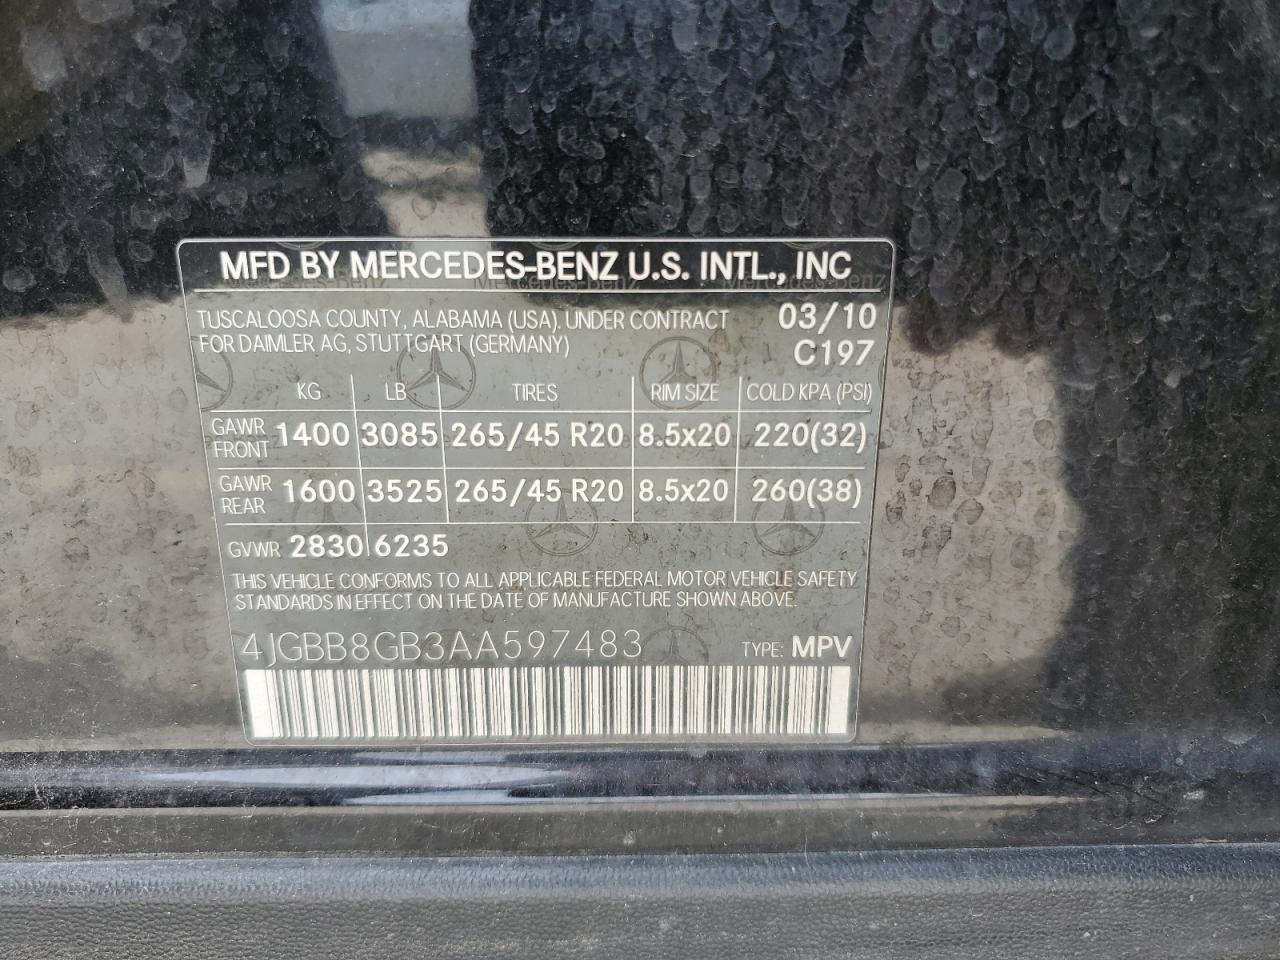 MFD BY MERCEDES-BENZ U.S. INTL., INC
TUSCALOOSA COUNTY, ALABAMA (USA), UNDER CONTRACT 03/10
FOR DAIMLER AG, STUTTGART (GERMANY) C197
KG LB TIRES RIM SIZE COLD KPA (PSI)
GAWR FRONT 1400 3085 265/45 R20 8.5x20 220(32)
GAWR REAR 1600 3525 265/45 R20 8.5x20 260(38)
GVWR 2830 6235
THIS VEHICLE CONFORMS TO ALL APPLICABLE FEDERAL MOTOR VEHICLE SAFETY
STANDARDS IN EFFECT ON THE DATE OF MANUFACTURE SHOWN ABOVE.
4JGBB8GB3AA597483 TYPE: MPV